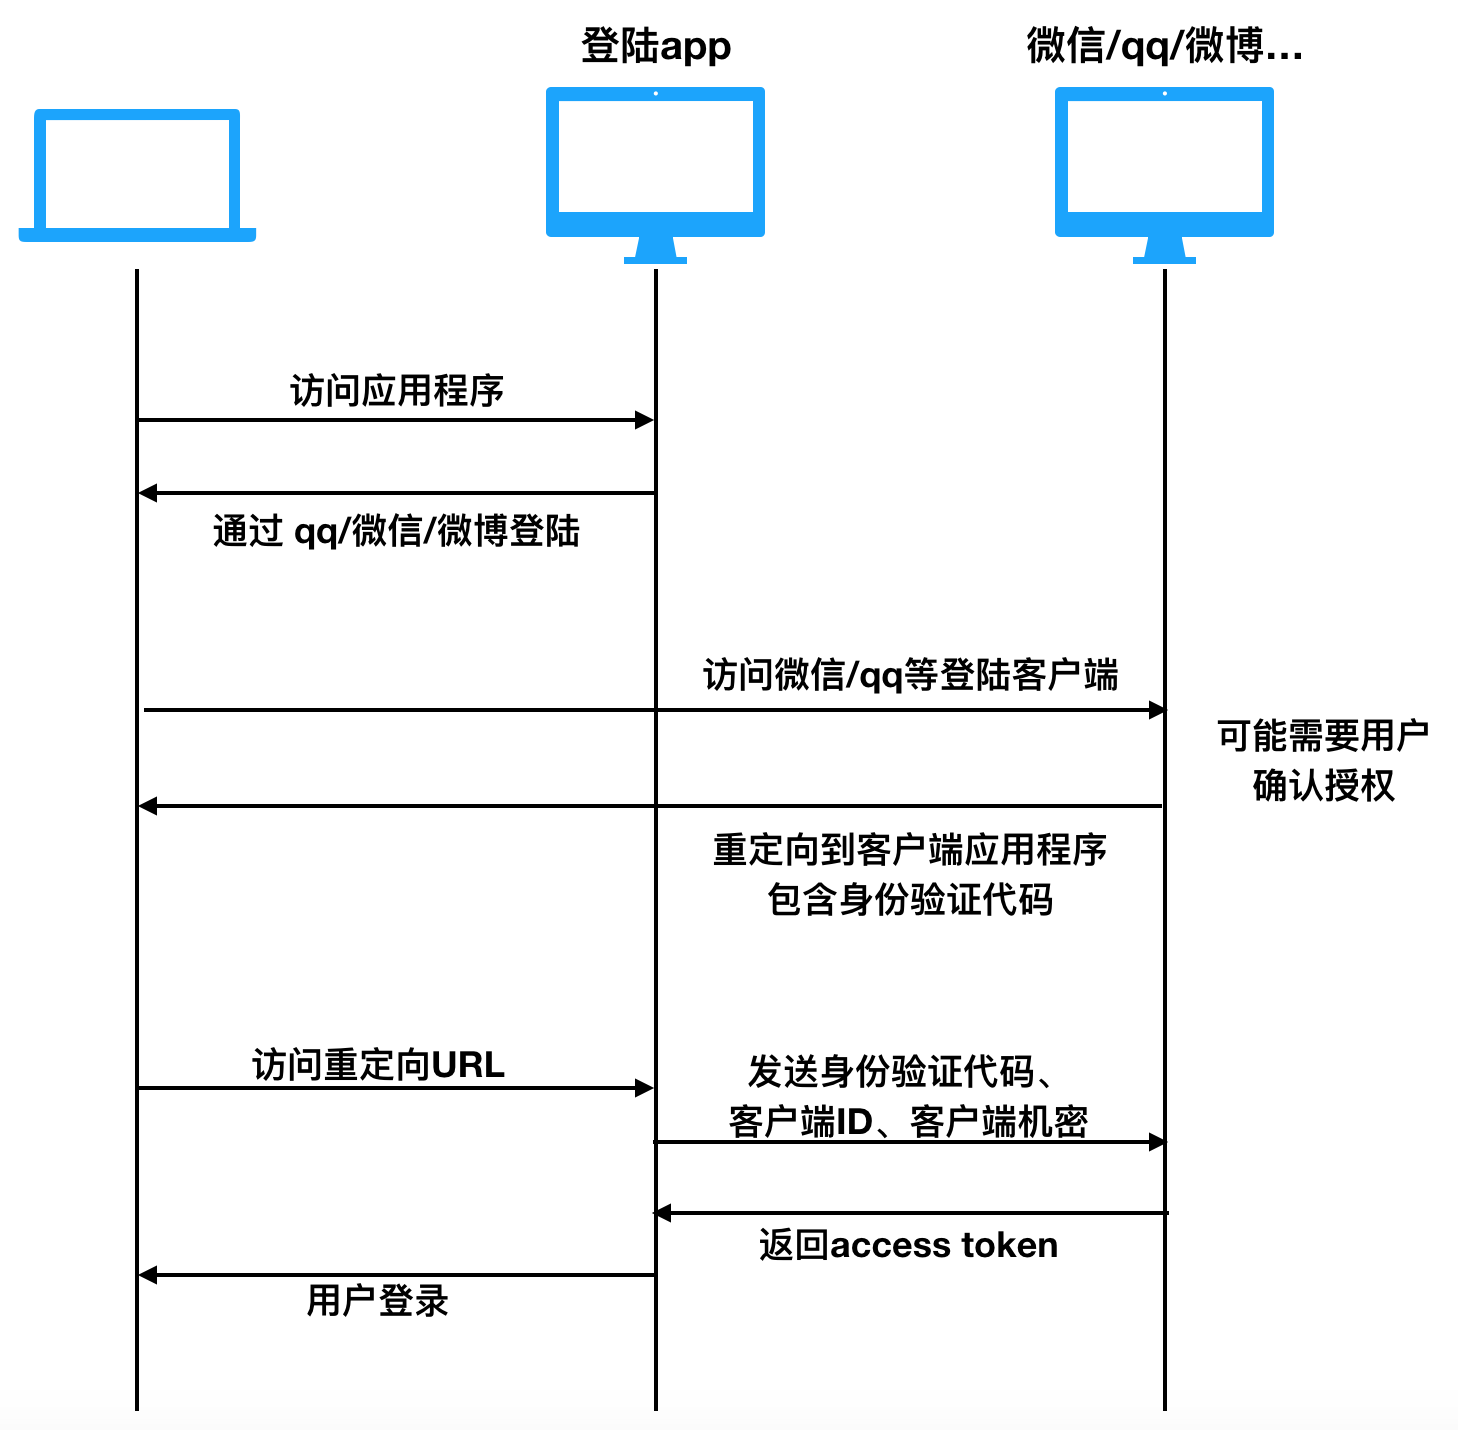 登陆app
微信/qq/微博...
访问应用程序
通过 qq/微信/微博登陆
访问微信/qq等登陆客户端
可能需要用户
确认授权
重定向到客户端应用程序
包含身份验证代码
访问重定向URL
发送身份验证代码、
客户端ID、客户端机密
返回access token
用户登录